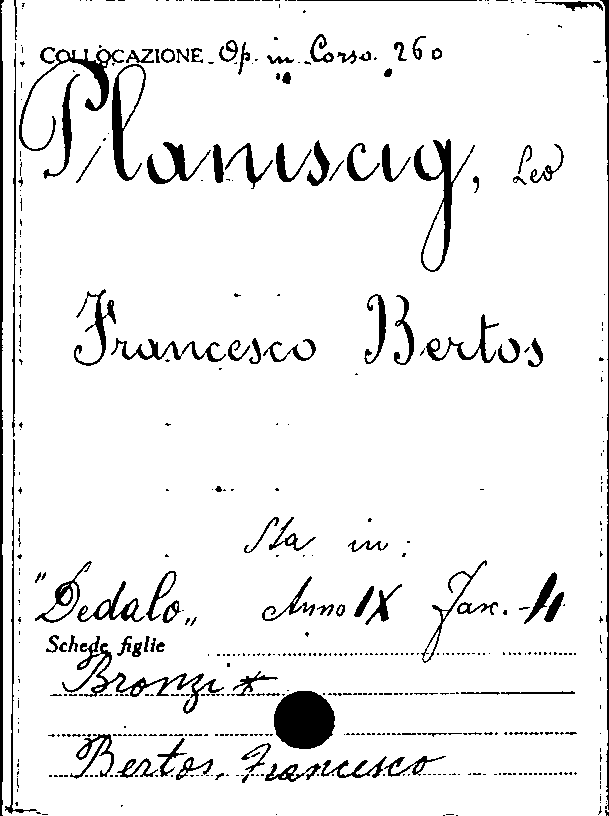 COLLOCAZIONE Op. in Corso. 260
Planiscig, Leo
Francesco Bertos
Sta in:
"Dedalo„ Anno IX Fasc. - 
Schede figlie
Bronzi *
Bertos, Francesco